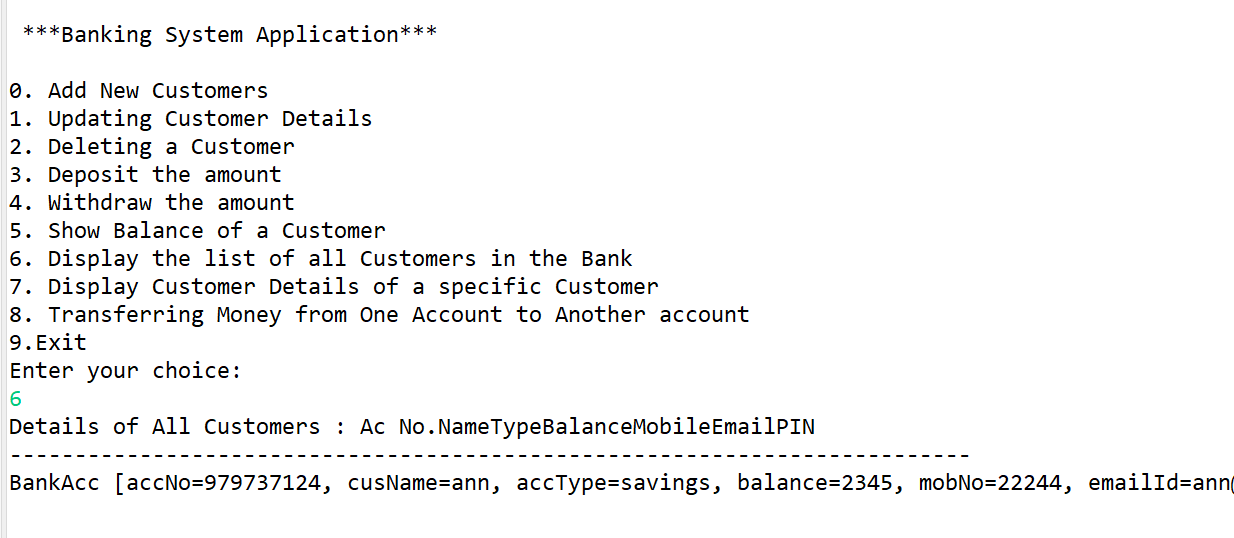 ***Banking System Application***
0. Add New Customers
1. Updating Customer Details
2. Deleting a Customer
3. Deposit the amount
4. Withdraw the amount
5. Show Balance of a Customer
6. Display the list of all Customers in the Bank
7. Display Customer Details of a specific Customer
8. Transferring Money from One Account to Another account
9.Exit
Enter your choice:
6
Details of All Customers : Ac No.NameTypeBalanceMobileEmailPIN
--------------------------------------------------------------------------
BankAcc [accNo=979737124, cusName=ann, accType=savings, balance=2345, mobNo=22244, emailId=ann@